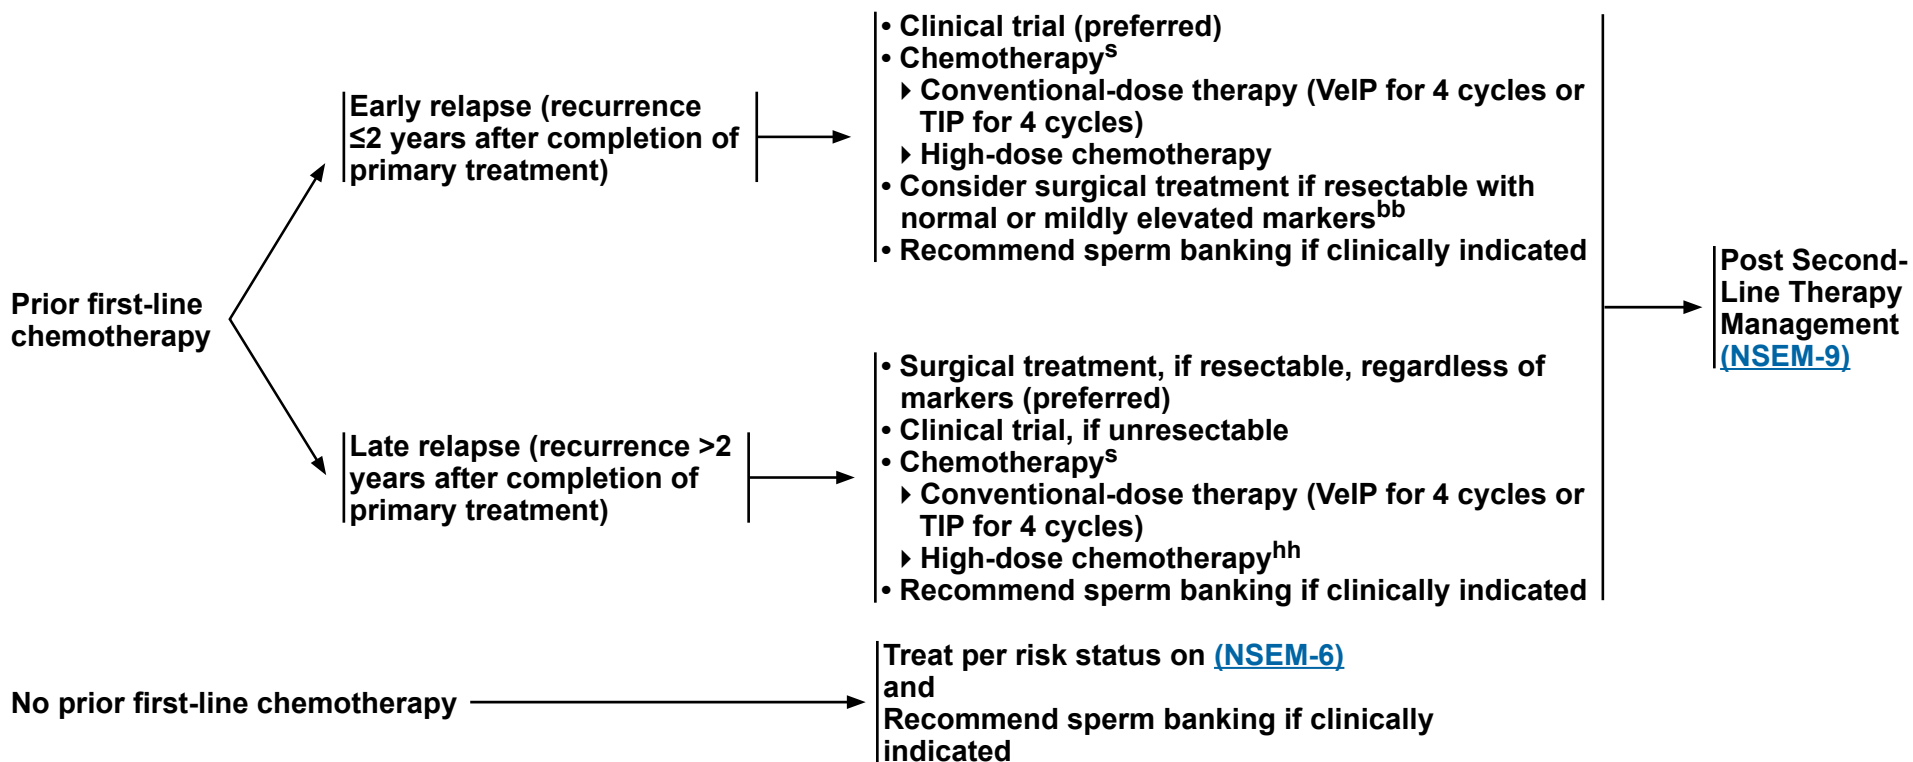 Prior first-line
chemotherapy
Early relapse (recurrence
≤2 years after completion of
primary treatment)
• Clinical trial (preferred)
• Chemotherapyˢ
▸ Conventional-dose therapy (VeIP for 4 cycles or
TIP for 4 cycles)
▸ High-dose chemotherapy
• Consider surgical treatment if resectable with
normal or mildly elevated markersᵇᵇ
• Recommend sperm banking if clinically indicated
Late relapse (recurrence >2
years after completion of
primary treatment)
• Surgical treatment, if resectable, regardless of
markers (preferred)
• Clinical trial, if unresectable
• Chemotherapyˢ
▸ Conventional-dose therapy (VeIP for 4 cycles or
TIP for 4 cycles)
▸ High-dose chemotherapyʰʰ
• Recommend sperm banking if clinically indicated
Post Second-
Line Therapy
Management
(NSEM-9)
No prior first-line chemotherapy
Treat per risk status on (NSEM-6)
and
Recommend sperm banking if clinically
indicated